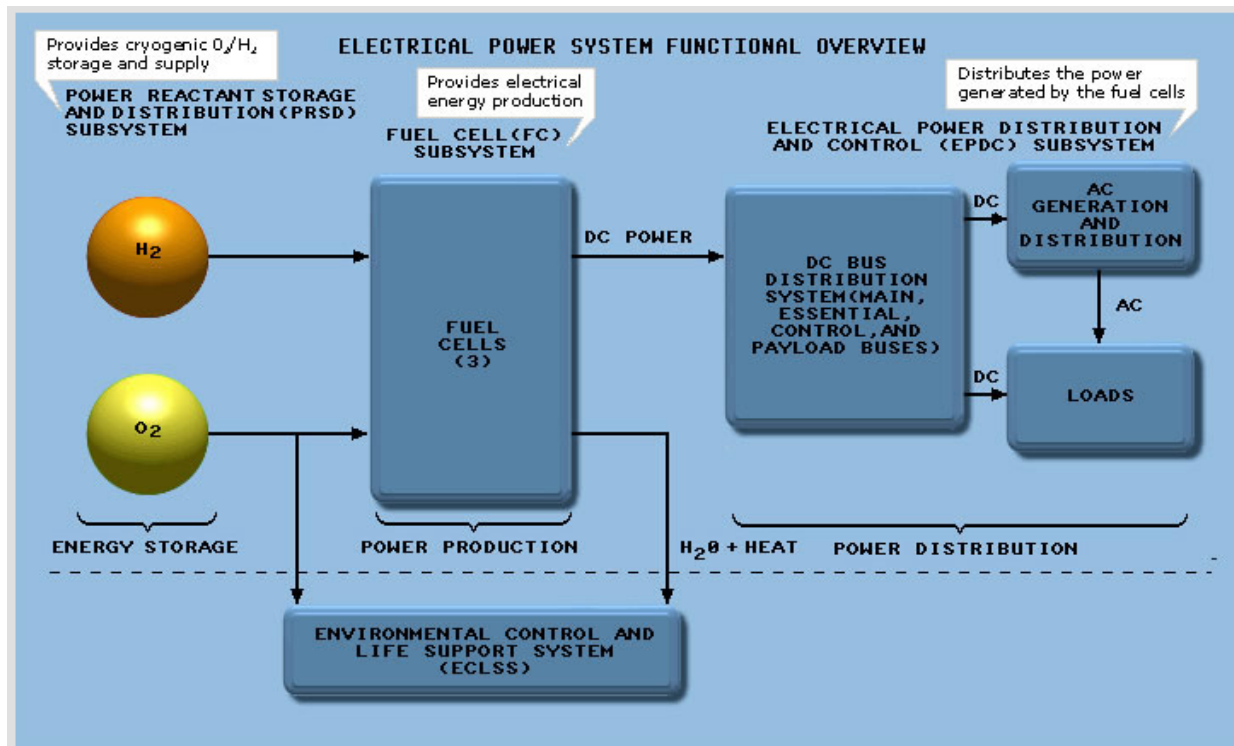 Provides cryogenic O₂/H₂
storage and supply
ELECTRICAL POWER SYSTEM FUNCTIONAL OVERVIEW
POWER REACTANT STORAGE
AND DISTRIBUTION(PRSD)
SUBSYSTEM
Provides electrical
energy production
FUEL CELL(FC)
SUBSYSTEM
Distributes the power
generated by the fuel cells
ELECTRICAL POWER DISTRIBUTION
AND CONTROL (EPDC) SUBSYSTEM
H2
O2
FUEL
CELLS
(3)
DC POWER
DC BUS
DISTRIBUTION
SYSTEM(MAIN,
ESSENTIAL,
CONTROL,AND
PAYLOAD BUSES)
DC
AC
GENERATION
AND
DISTRIBUTION
AC
DC
LOADS
ENERGY STORAGE
POWER PRODUCTION
H20 + HEAT
POWER DISTRIBUTION
ENVIRONMENTAL CONTROL AND
LIFE SUPPORT SYSTEM
(ECLSS)